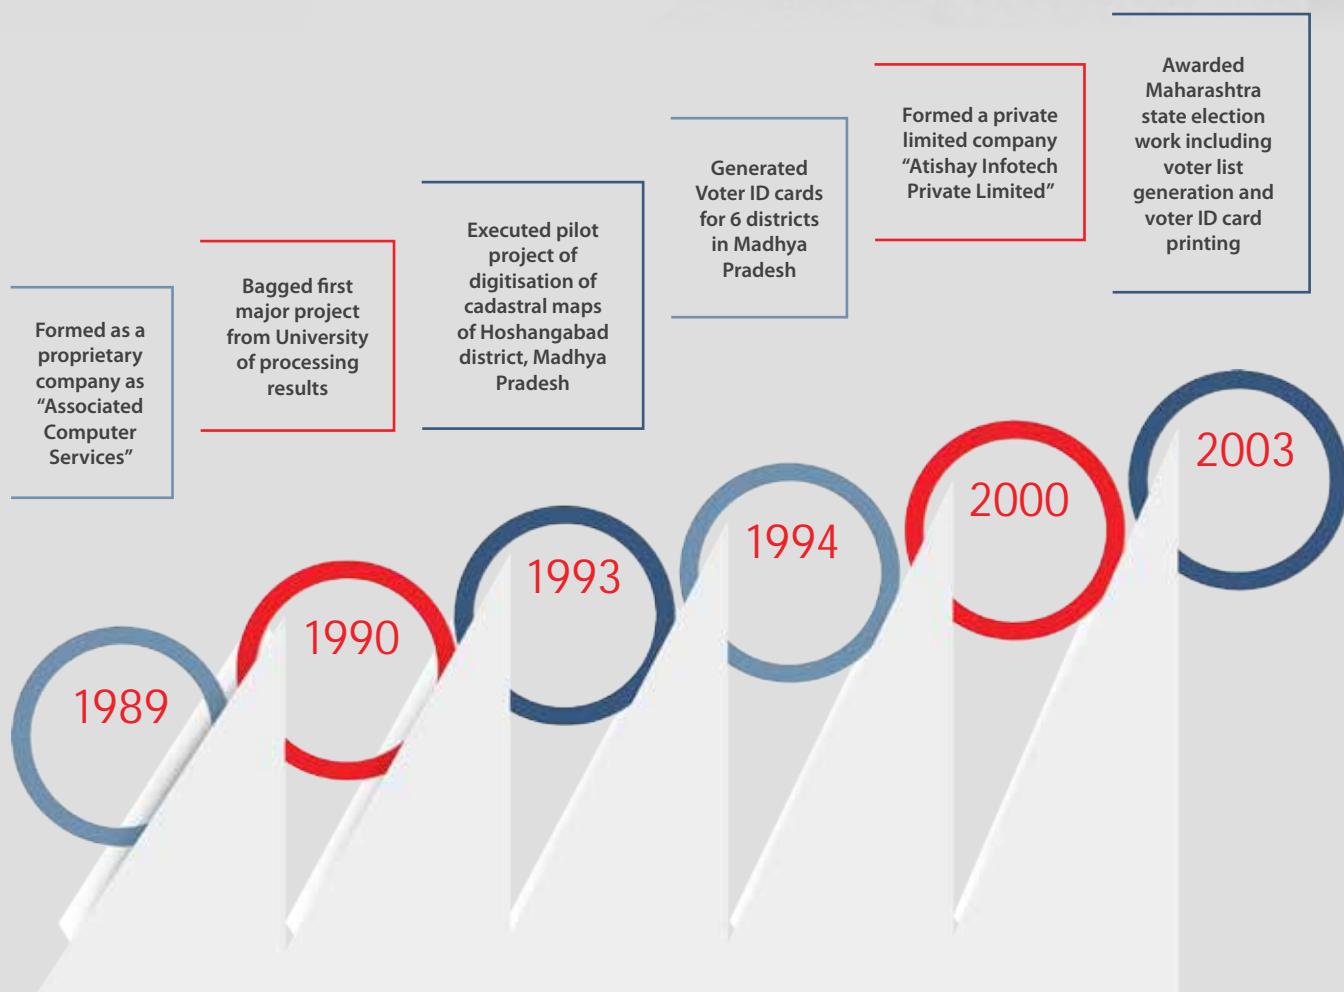 Formed as a
proprietary
company as
“Associated
Computer
Services”
1989
Bagged first
major project
from University
of processing
results
1990
Executed pilot
project of
digitisation of
cadastral maps
of Hoshangabad
district, Madhya
Pradesh
1993
Generated
Voter ID cards
for 6 districts
in Madhya
Pradesh
1994
Formed a private
limited company
“Atishay Infotech
Private Limited”
2000
Awarded
Maharashtra
state election
work including
voter list
generation and
voter ID card
printing
2003